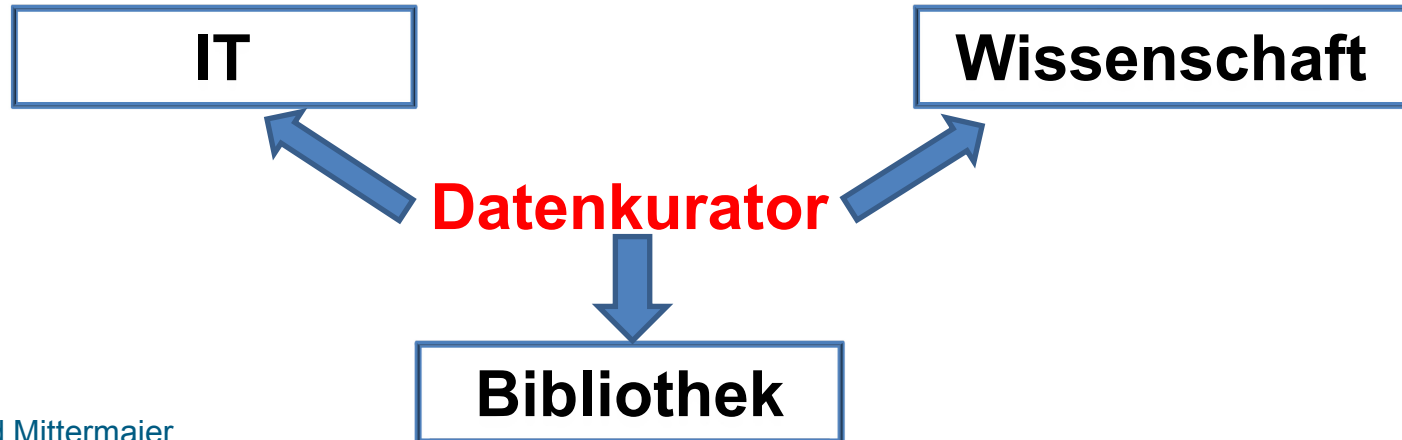 IT
Wissenschaft
Datenkurator
Bibliothek
Mittermaier